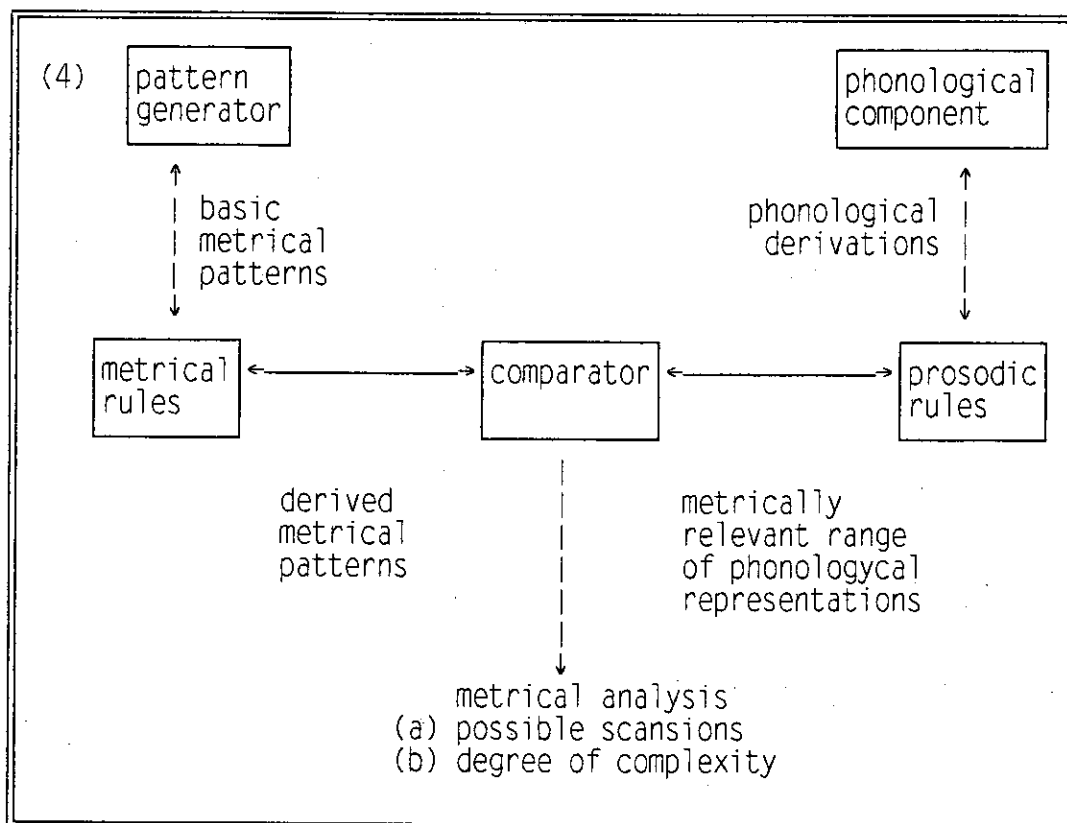 (4)
pattern
generator
phonological
component
basic
metrical
patterns
phonological
derivations
metrical
rules
comparator
prosodic
rules
derived
metrical
patterns
metrically
relevant range
of phonologycal
representations
metrical analysis
(a) possible scansions
(b) degree of complexity